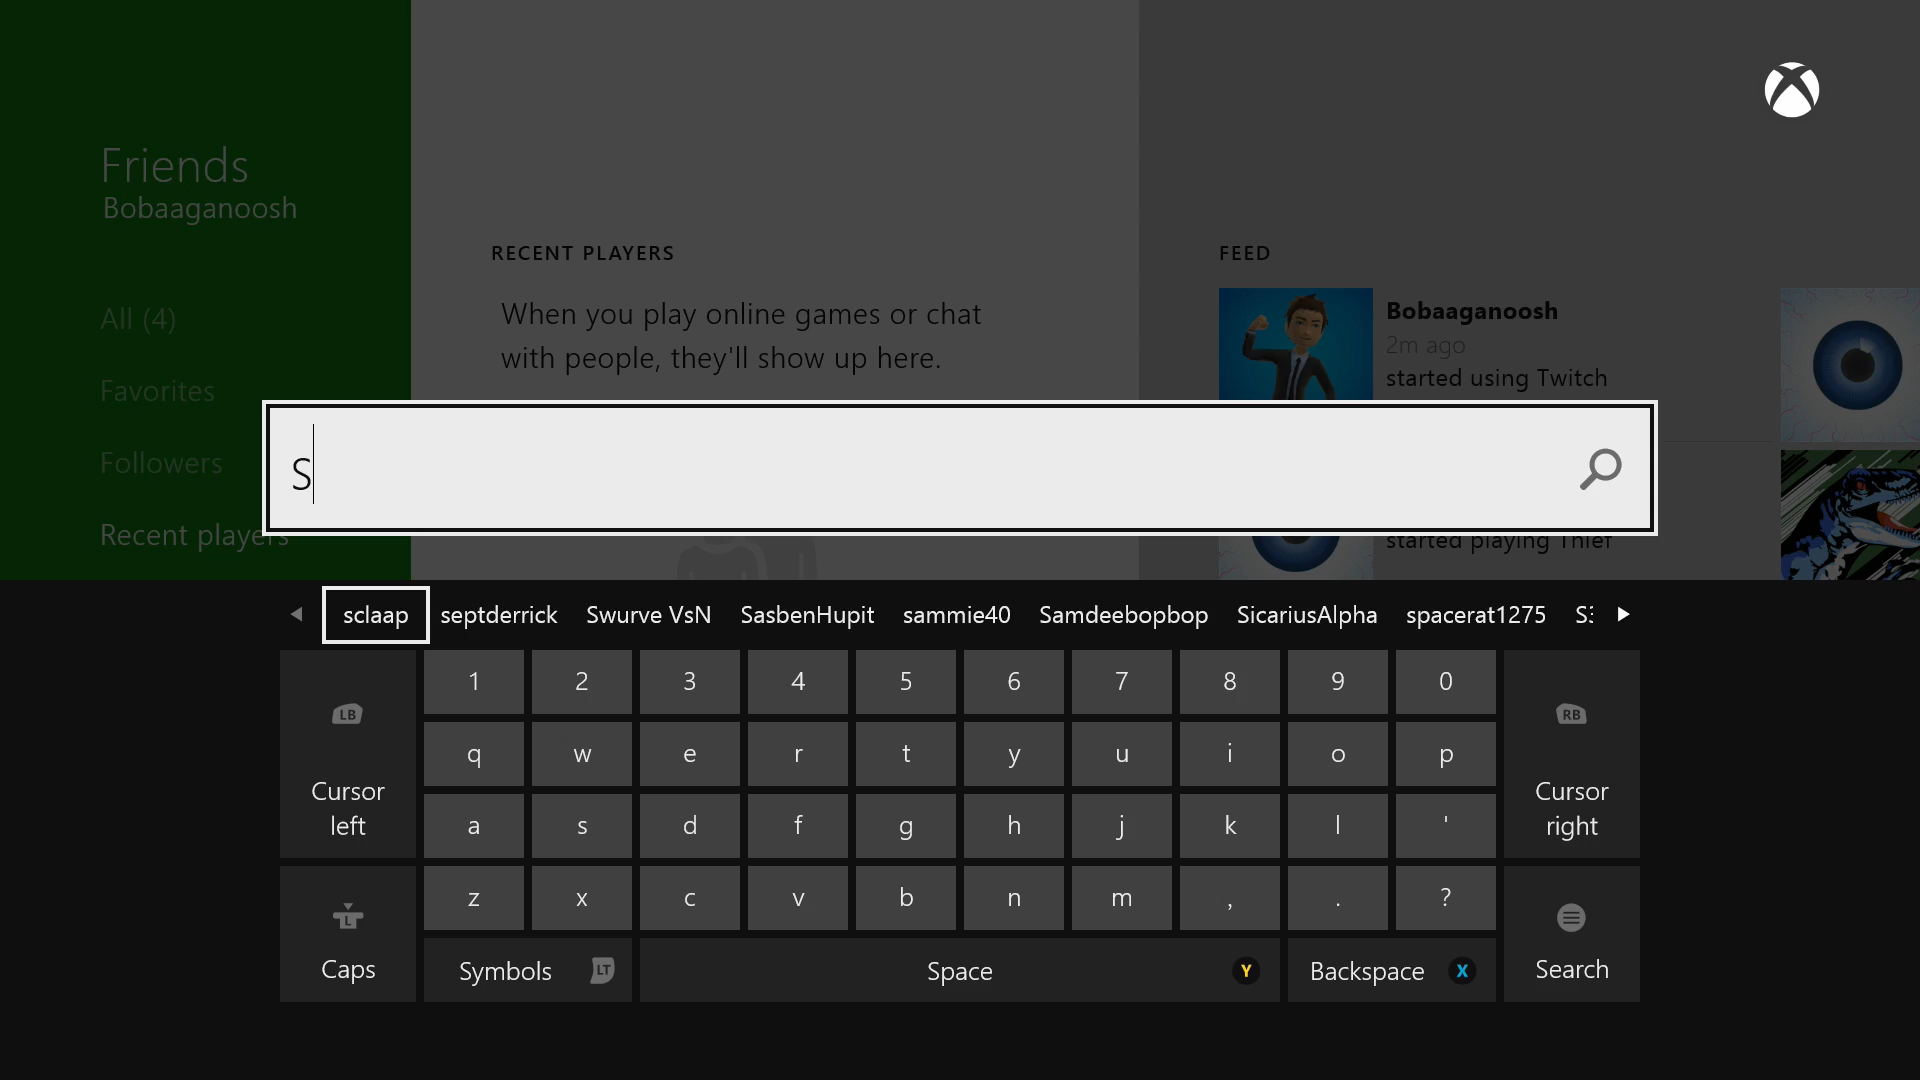 Friends
Bobaaganoosh
All (4)
Favorites
Followers
Recent players
RECENT PLAYERS
When you play online games or chat
with people, they'll show up here.
FEED
Bobaaganoosh
2m ago
started using Twitch
started playing Thief
S
sclaap septderrick Swurve VsN SasbenHupit sammie40 Samdeebopbop SicariusAlpha spacerat1275
LB
Cursor
left
1 2 3 4 5 6 7 8 9 0
q w e r t y u i o p
a s d f g h j k l '
z x c v b n m , . ?
RB
Cursor
right
L
Caps
Symbols LT
Space Y
Backspace X
Search